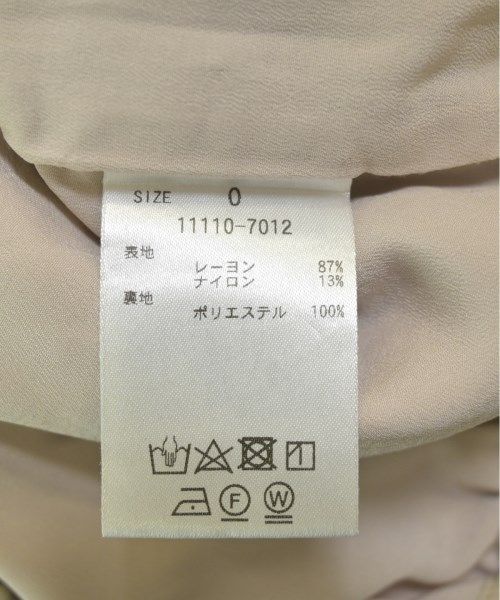 SIZE 0
11110-7012
表地
レーヨン 87%
ナイロン 13%
裏地
ポリエステル 100%
F W